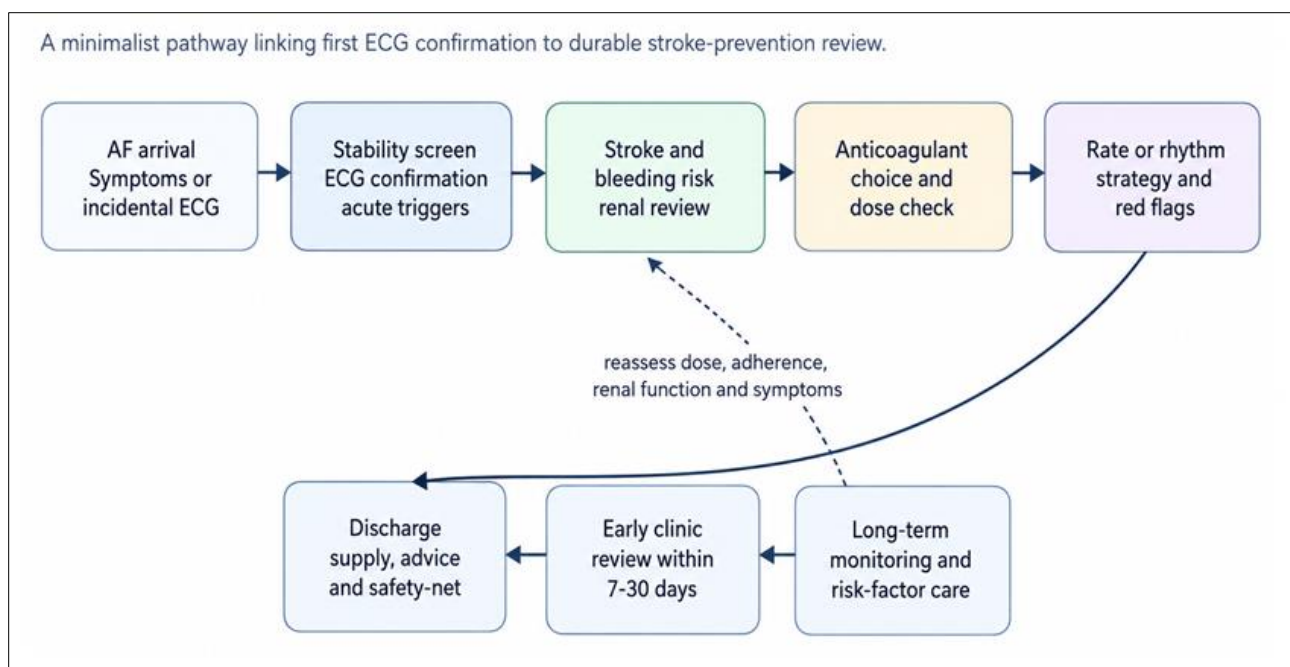 A minimalist pathway linking first ECG confirmation to durable stroke-prevention review.
AF arrival
Symptoms or
incidental ECG
Stability screen
ECG confirmation
acute triggers
Stroke and
bleeding risk
renal review
Anticoagulant
choice and
dose check
Rate or rhythm
strategy and
red flags
reassess dose, adherence,
renal function and symptoms
Discharge
supply, advice
and safety-net
Early clinic
review within
7-30 days
Long-term
monitoring and
risk-factor care